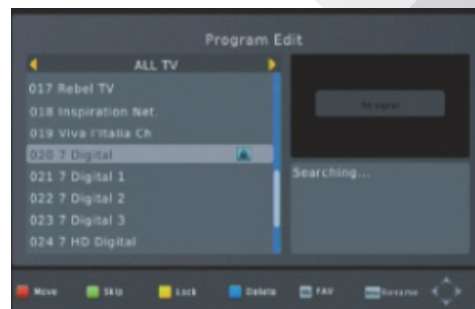 Program Edit
ALL TV
017 Rebel TV
018 Inspiration Net.
019 Viva l'Italia Ch
020 7 Digital
021 7 Digital 1
022 7 Digital 2
023 7 Digital 3
024 7 HD Digital
No signal
Searching...
Move Skip Lock Delete FAV Rename